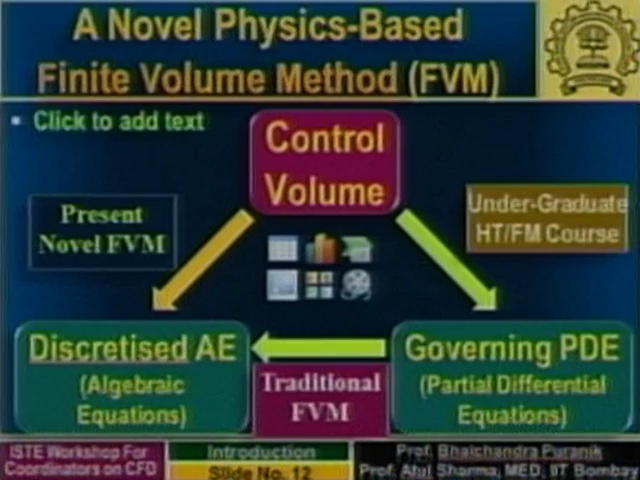 A Novel Physics-Based
Finite Volume Method (FVM)
Click to add text
Control
Volume
Present
Novel FVM
Under-Graduate
HT/FM Course
Discretised AE
(Algebraic
Equations)
Traditional
FVM
Governing PDE
(Partial Differential
Equations)
ISTE Workshop For
Coordinators on CFD
Introduction
Slide No. 12
Prof. Bhalchandra Puranik
Prof. Atul Sharma, MED, IIT Bombay